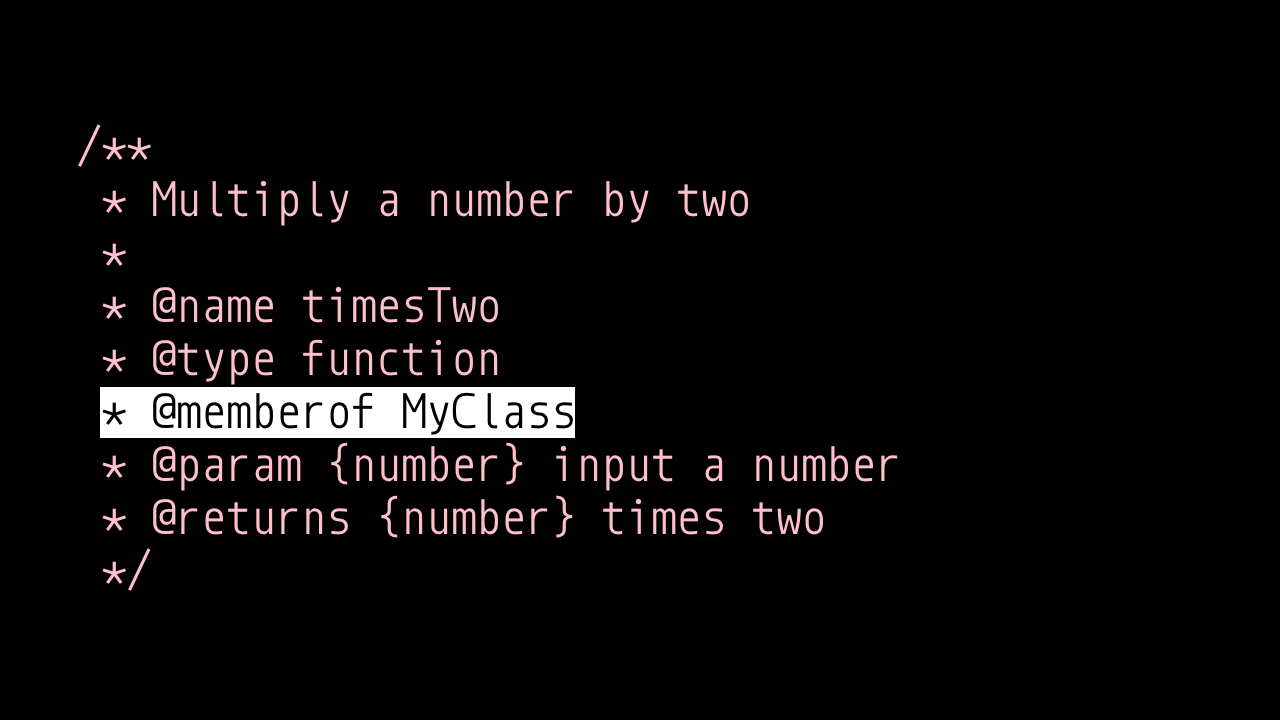 /**
 * Multiply a number by two
 *
 * @name timesTwo
 * @type function
 * @memberof MyClass
 * @param {number} input a number
 * @returns {number} times two
 */